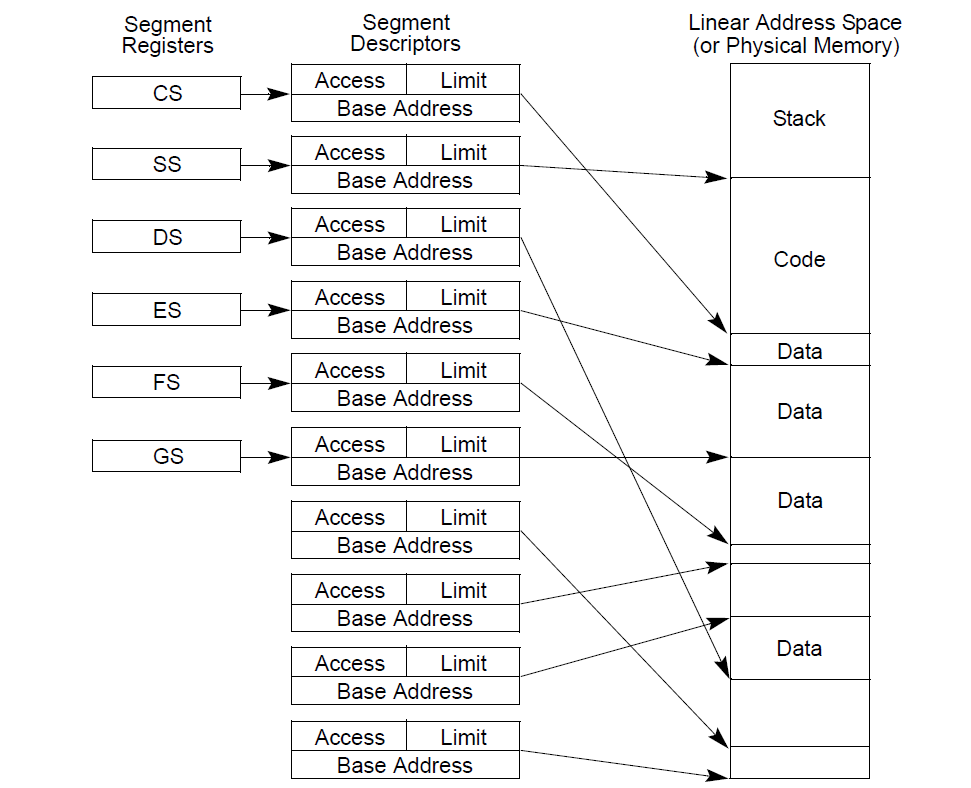 Segment
Registers
Segment
Descriptors
Linear Address Space
(or Physical Memory)
CS
Access Limit
Base Address
Stack
SS
Access Limit
Base Address
DS
Access Limit
Base Address
Code
ES
Access Limit
Base Address
Data
FS
Access Limit
Base Address
Data
GS
Access Limit
Base Address
Data
Access Limit
Base Address
Access Limit
Base Address
Data
Access Limit
Base Address
Access Limit
Base Address